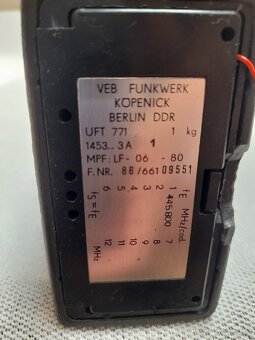 VEB FUNKWERK
KÖPENICK
BERLIN DDR
UFT 771 1 kg
1453.. 3A 1
MPF: LF- 06 - 80
F. NR. 88/66109551
fE MHz/cod.
1 445.800 7
2 8
3 9
4 10
5 11
6 12
fS = fE MHz